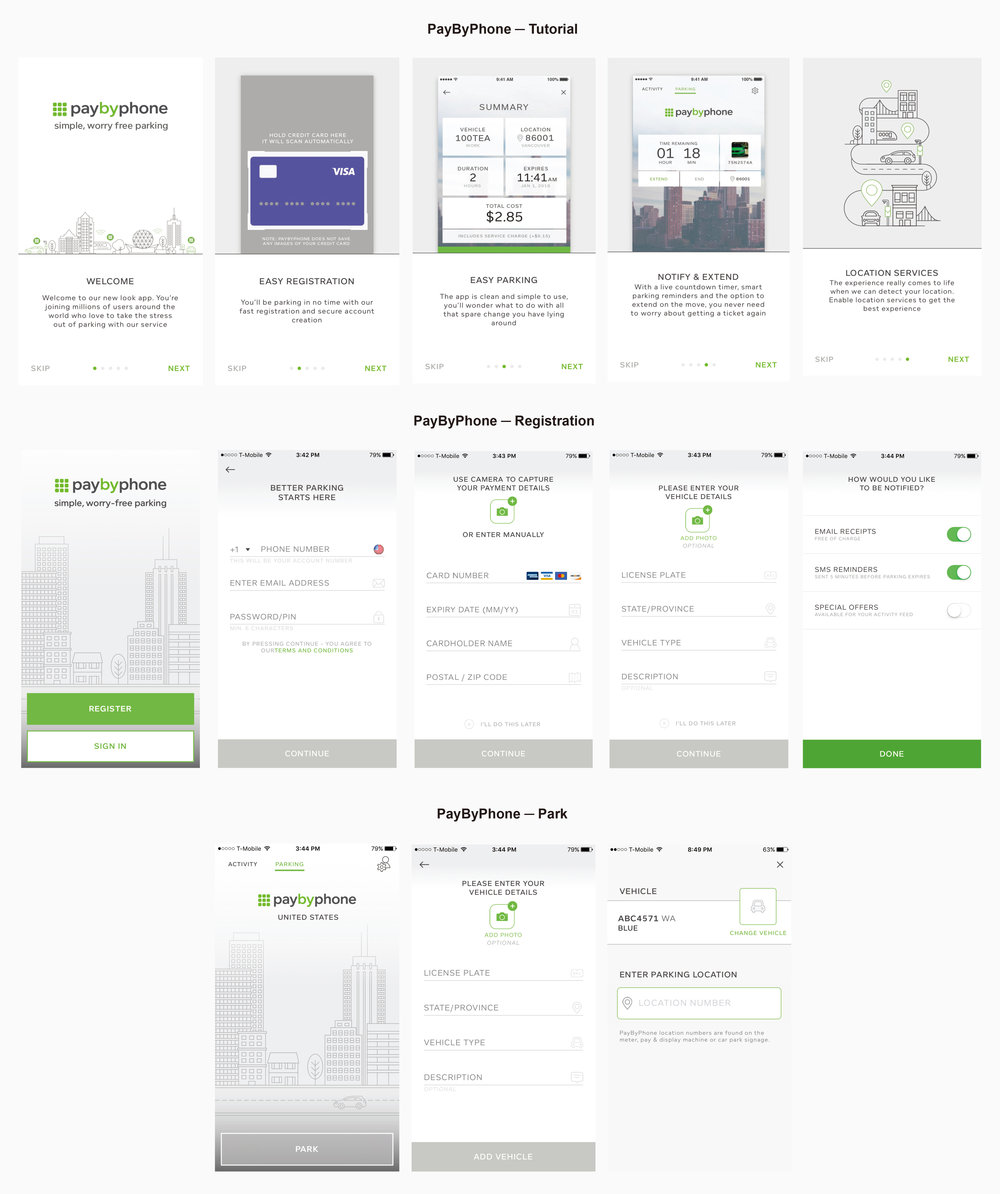 PayByPhone — Tutorial
paybyphone
simple, worry free parking
WELCOME
Welcome to our new look app. You're
joining millions of users around the
world who love to take the stress
out of parking with our service
SKIP
NEXT
HOLD CREDIT CARD HERE
IT WILL SCAN AUTOMATICALLY
VISA
NOTE: PAYBYPHONE DOES NOT SAVE
ANY IMAGES OF YOUR CREDIT CARD
EASY REGISTRATION
You'll be parking in no time with our
fast registration and secure account
creation
SKIP
NEXT
9:41 AM
100%
SUMMARY
VEHICLE
100TEA
WORK
LOCATION
86001
VANCOUVER
DURATION
2
HOURS
EXPIRES
11:41AM
JAN 1, 2016
TOTAL COST
$2.85
INCLUDES SERVICE CHARGE (+$0.10)
EASY PARKING
The app is clean and simple to use,
you'll wonder what to do with all
that spare change you have lying
around
SKIP
NEXT
9:41 AM
100%
ACTIVITY
PARKING
paybyphone
TIME REMAINING
01 18
HOUR MIN
75N2574A
EXTEND
END
86001
NOTIFY & EXTEND
With a live countdown timer, smart
parking reminders and the option to
extend on the move, you never need
to worry about getting a ticket again
SKIP
NEXT
LOCATION SERVICES
The experience really comes to life
when we can detect your location.
Enable location services to get the
best experience
SKIP
NEXT
PayByPhone — Registration
paybyphone
simple, worry-free parking
REGISTER
SIGN IN
T-Mobile
3:42 PM
79%
BETTER PARKING
STARTS HERE
+1
PHONE NUMBER
THIS WILL BE YOUR ACCOUNT NUMBER
ENTER EMAIL ADDRESS
PASSWORD/PIN
MIN. 4 CHARACTERS
BY PRESSING CONTINUE - YOU AGREE TO
OURTERMS AND CONDITIONS
CONTINUE
T-Mobile
3:43 PM
79%
USE CAMERA TO CAPTURE
YOUR PAYMENT DETAILS
OR ENTER MANUALLY
CARD NUMBER
VISA
EXPIRY DATE (MM/YY)
CARDHOLDER NAME
POSTAL / ZIP CODE
I'LL DO THIS LATER
CONTINUE
T-Mobile
3:43 PM
79%
PLEASE ENTER YOUR
VEHICLE DETAILS
ADD PHOTO
OPTIONAL
LICENSE PLATE
STATE/PROVINCE
VEHICLE TYPE
DESCRIPTION
OPTIONAL
I'LL DO THIS LATER
CONTINUE
T-Mobile
3:44 PM
79%
HOW WOULD YOU LIKE
TO BE NOTIFIED?
EMAIL RECEIPTS
FREE OF CHARGE
SMS REMINDERS
SENT 5 MINUTES BEFORE PARKING EXPIRES
SPECIAL OFFERS
AVAILABLE FOR YOUR ACTIVITY FEED
DONE
PayByPhone — Park
T-Mobile
3:44 PM
79%
ACTIVITY
PARKING
paybyphone
UNITED STATES
PARK
T-Mobile
3:44 PM
79%
PLEASE ENTER YOUR
VEHICLE DETAILS
ADD PHOTO
OPTIONAL
LICENSE PLATE
STATE/PROVINCE
VEHICLE TYPE
DESCRIPTION
OPTIONAL
ADD VEHICLE
T-Mobile
8:49 PM
63%
VEHICLE
ABC4571 WA
BLUE
CHANGE VEHICLE
ENTER PARKING LOCATION
LOCATION NUMBER
PayByPhone location numbers are found on the
meter, pay & display machine or car park signage.